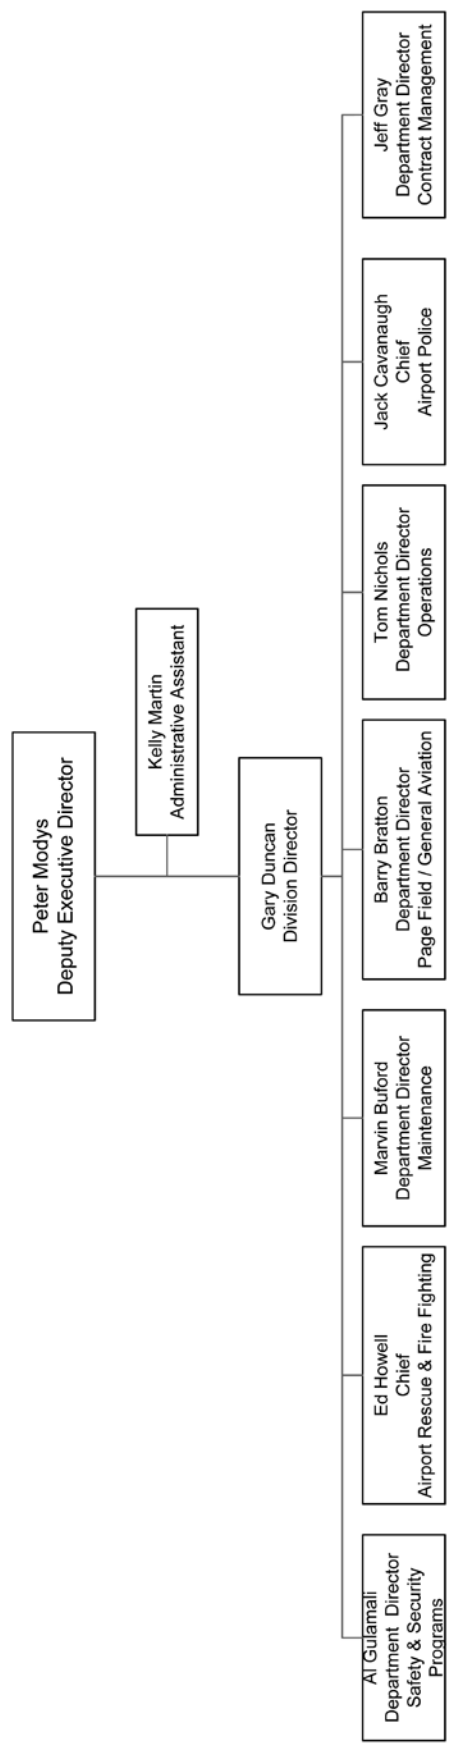 Peter Modys
Deputy Executive Director
Kelly Martin
Administrative Assistant
Gary Duncan
Division Director
Al Gulamali
Department Director
Safety & Security
Programs
Ed Howell
Chief
Airport Rescue & Fire Fighting
Marvin Buford
Department Director
Maintenance
Barry Bratton
Department Director
Page Field / General Aviation
Tom Nichols
Department Director
Operations
Jack Cavanaugh
Chief
Airport Police
Jeff Gray
Department Director
Contract Management